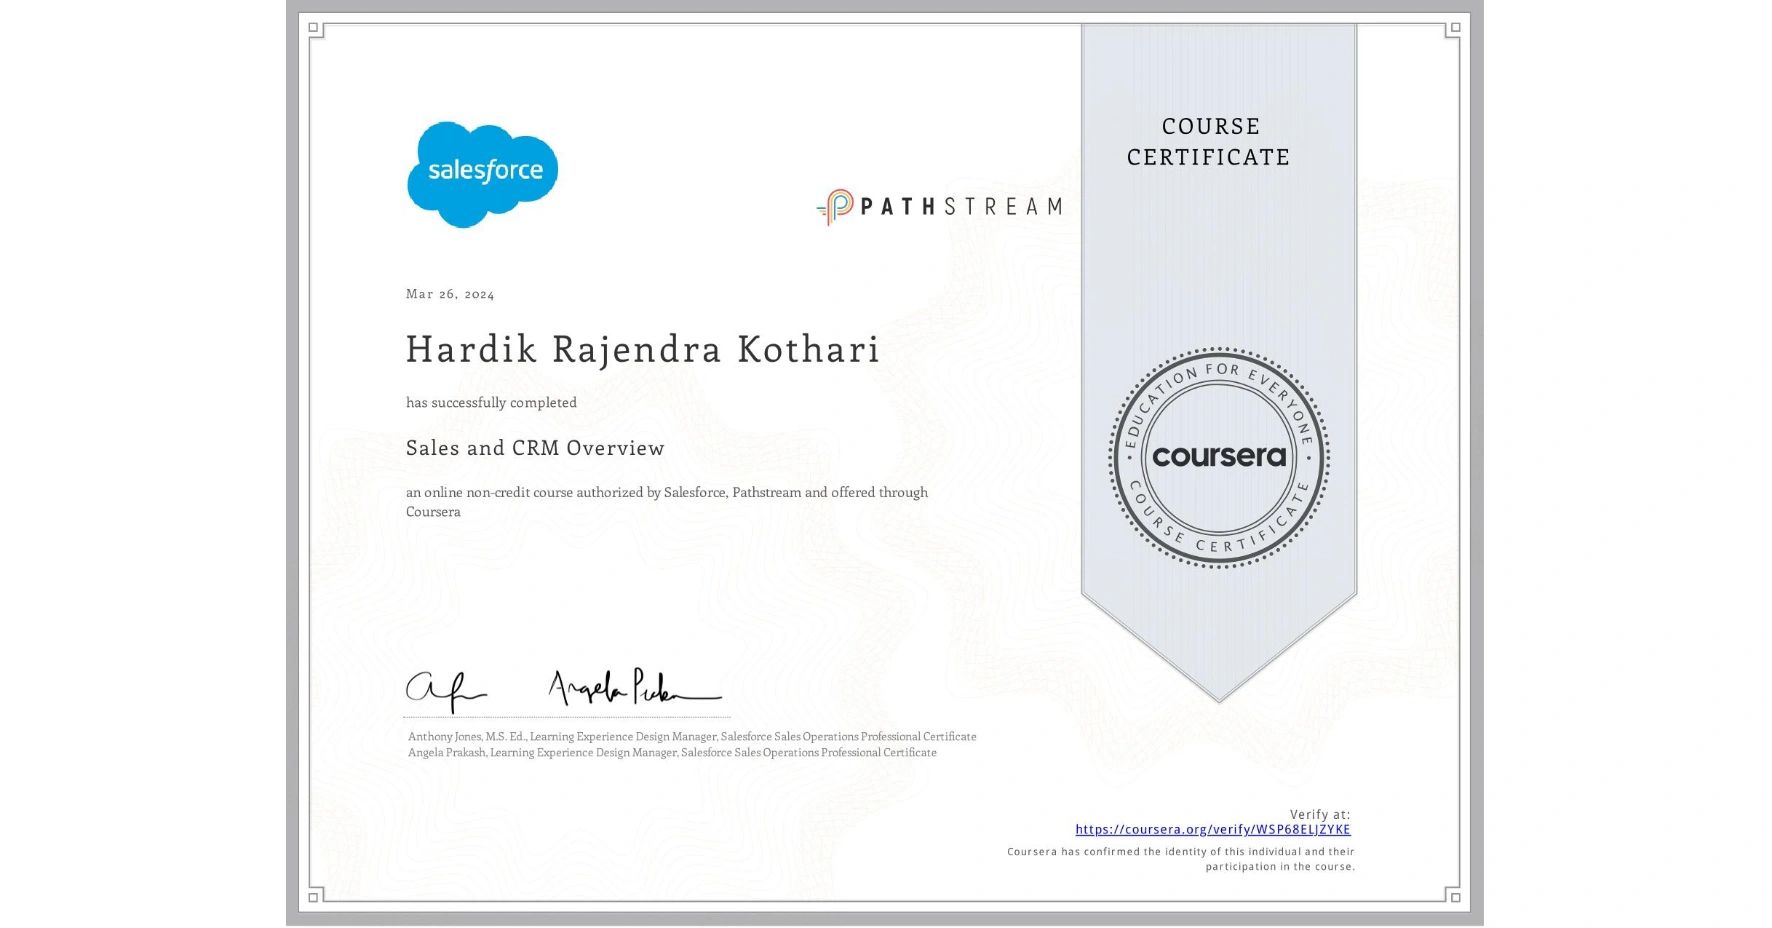 salesforce
PATHSTREAM
COURSE
CERTIFICATE
Mar 26, 2024
Hardik Rajendra Kothari
has successfully completed
Sales and CRM Overview
an online non-credit course authorized by Salesforce, Pathstream and offered through
Coursera
EDUCATION FOR EVERYONE
coursera
COURSE CERTIFICATE
Angela
Anthony Jones, M.S. Ed., Learning Experience Design Manager, Salesforce Sales Operations Professional Certificate
Angela Prakash, Learning Experience Design Manager, Salesforce Sales Operations Professional Certificate
Verify at:
https://coursera.org/verify/WSP68ELJZYKE
Coursera has confirmed the identity of this individual and their
participation in the course.